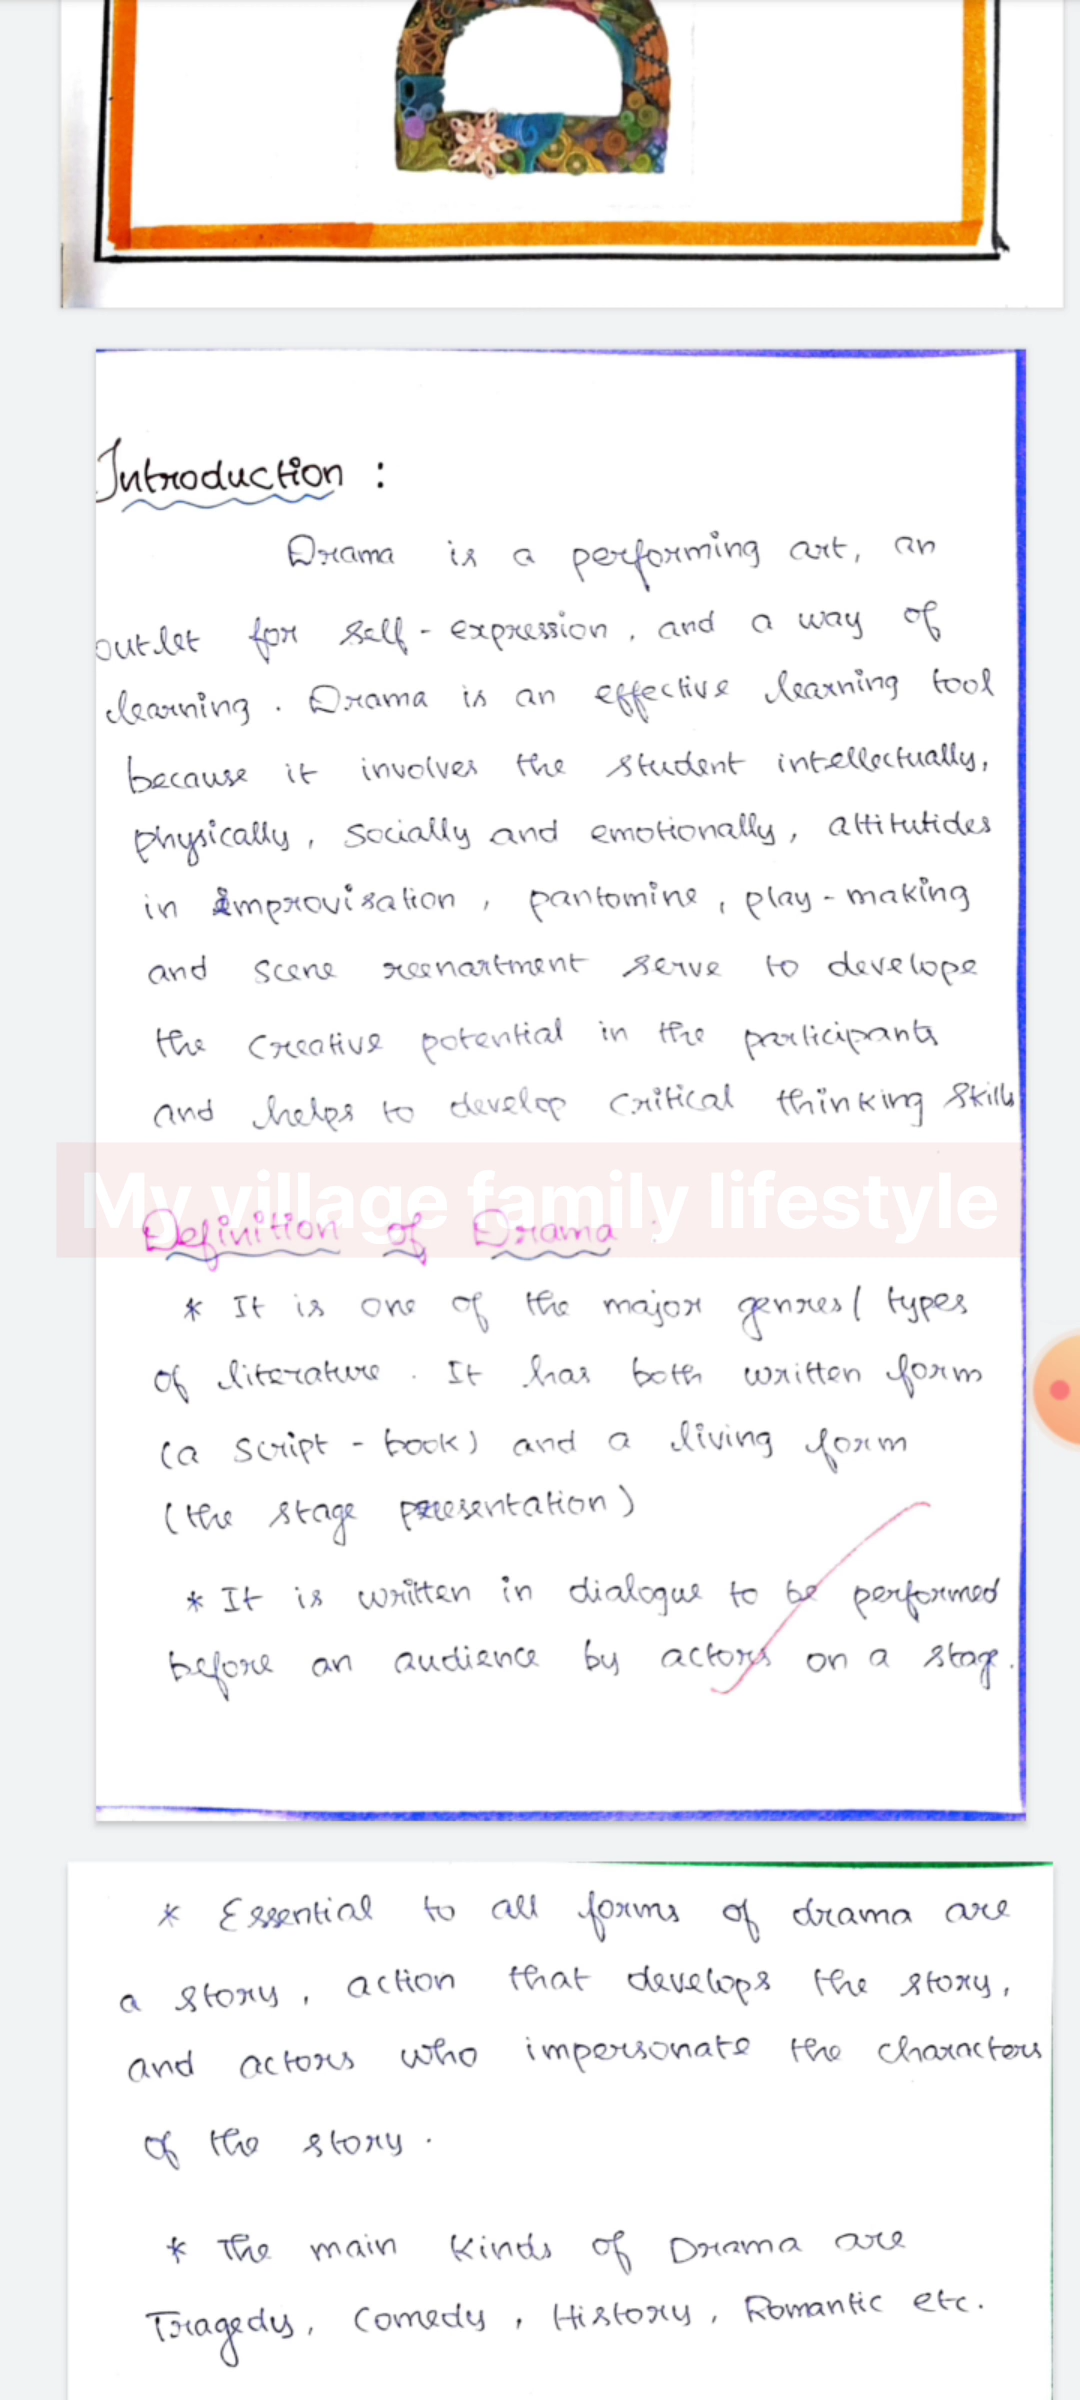 Introduction :
Drama is a performing art, an
outlet for self - expression, and a way of
learning. Drama is an effective learning tool
because it involves the student intellectually,
physically, socially and emotionally, attitutides
in improvisation, pantomine, play - making
and scene reenartment serve to develope
the creative potential in the participants
and helps to develop critical thinking skills
My village family lifestyle
Definition of Drama :
* It is one of the major genres/ types
of literature. It has both written form
(a script - book) and a living form
(the stage presentation)
* It is written in dialogue to be performed
before an audience by actors on a stage.
* Essential to all forms of drama are
a story, action that develops the story,
and actors who impersonate the characters
of the story.
* The main kinds of Drama are
Tragedy, Comedy, History, Romantic etc.